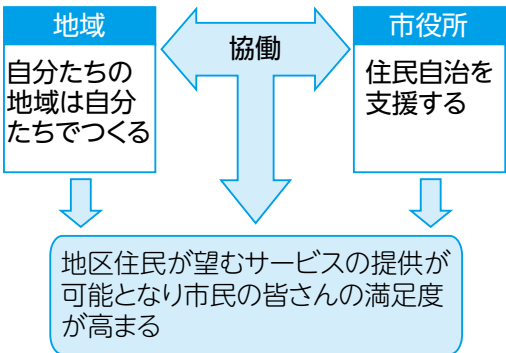 地域
自分たちの
地域は自分
たちでつくる
協働
市役所
住民自治を
支援する
地区住民が望むサービスの提供が
可能となり市民の皆さんの満足度
が高まる